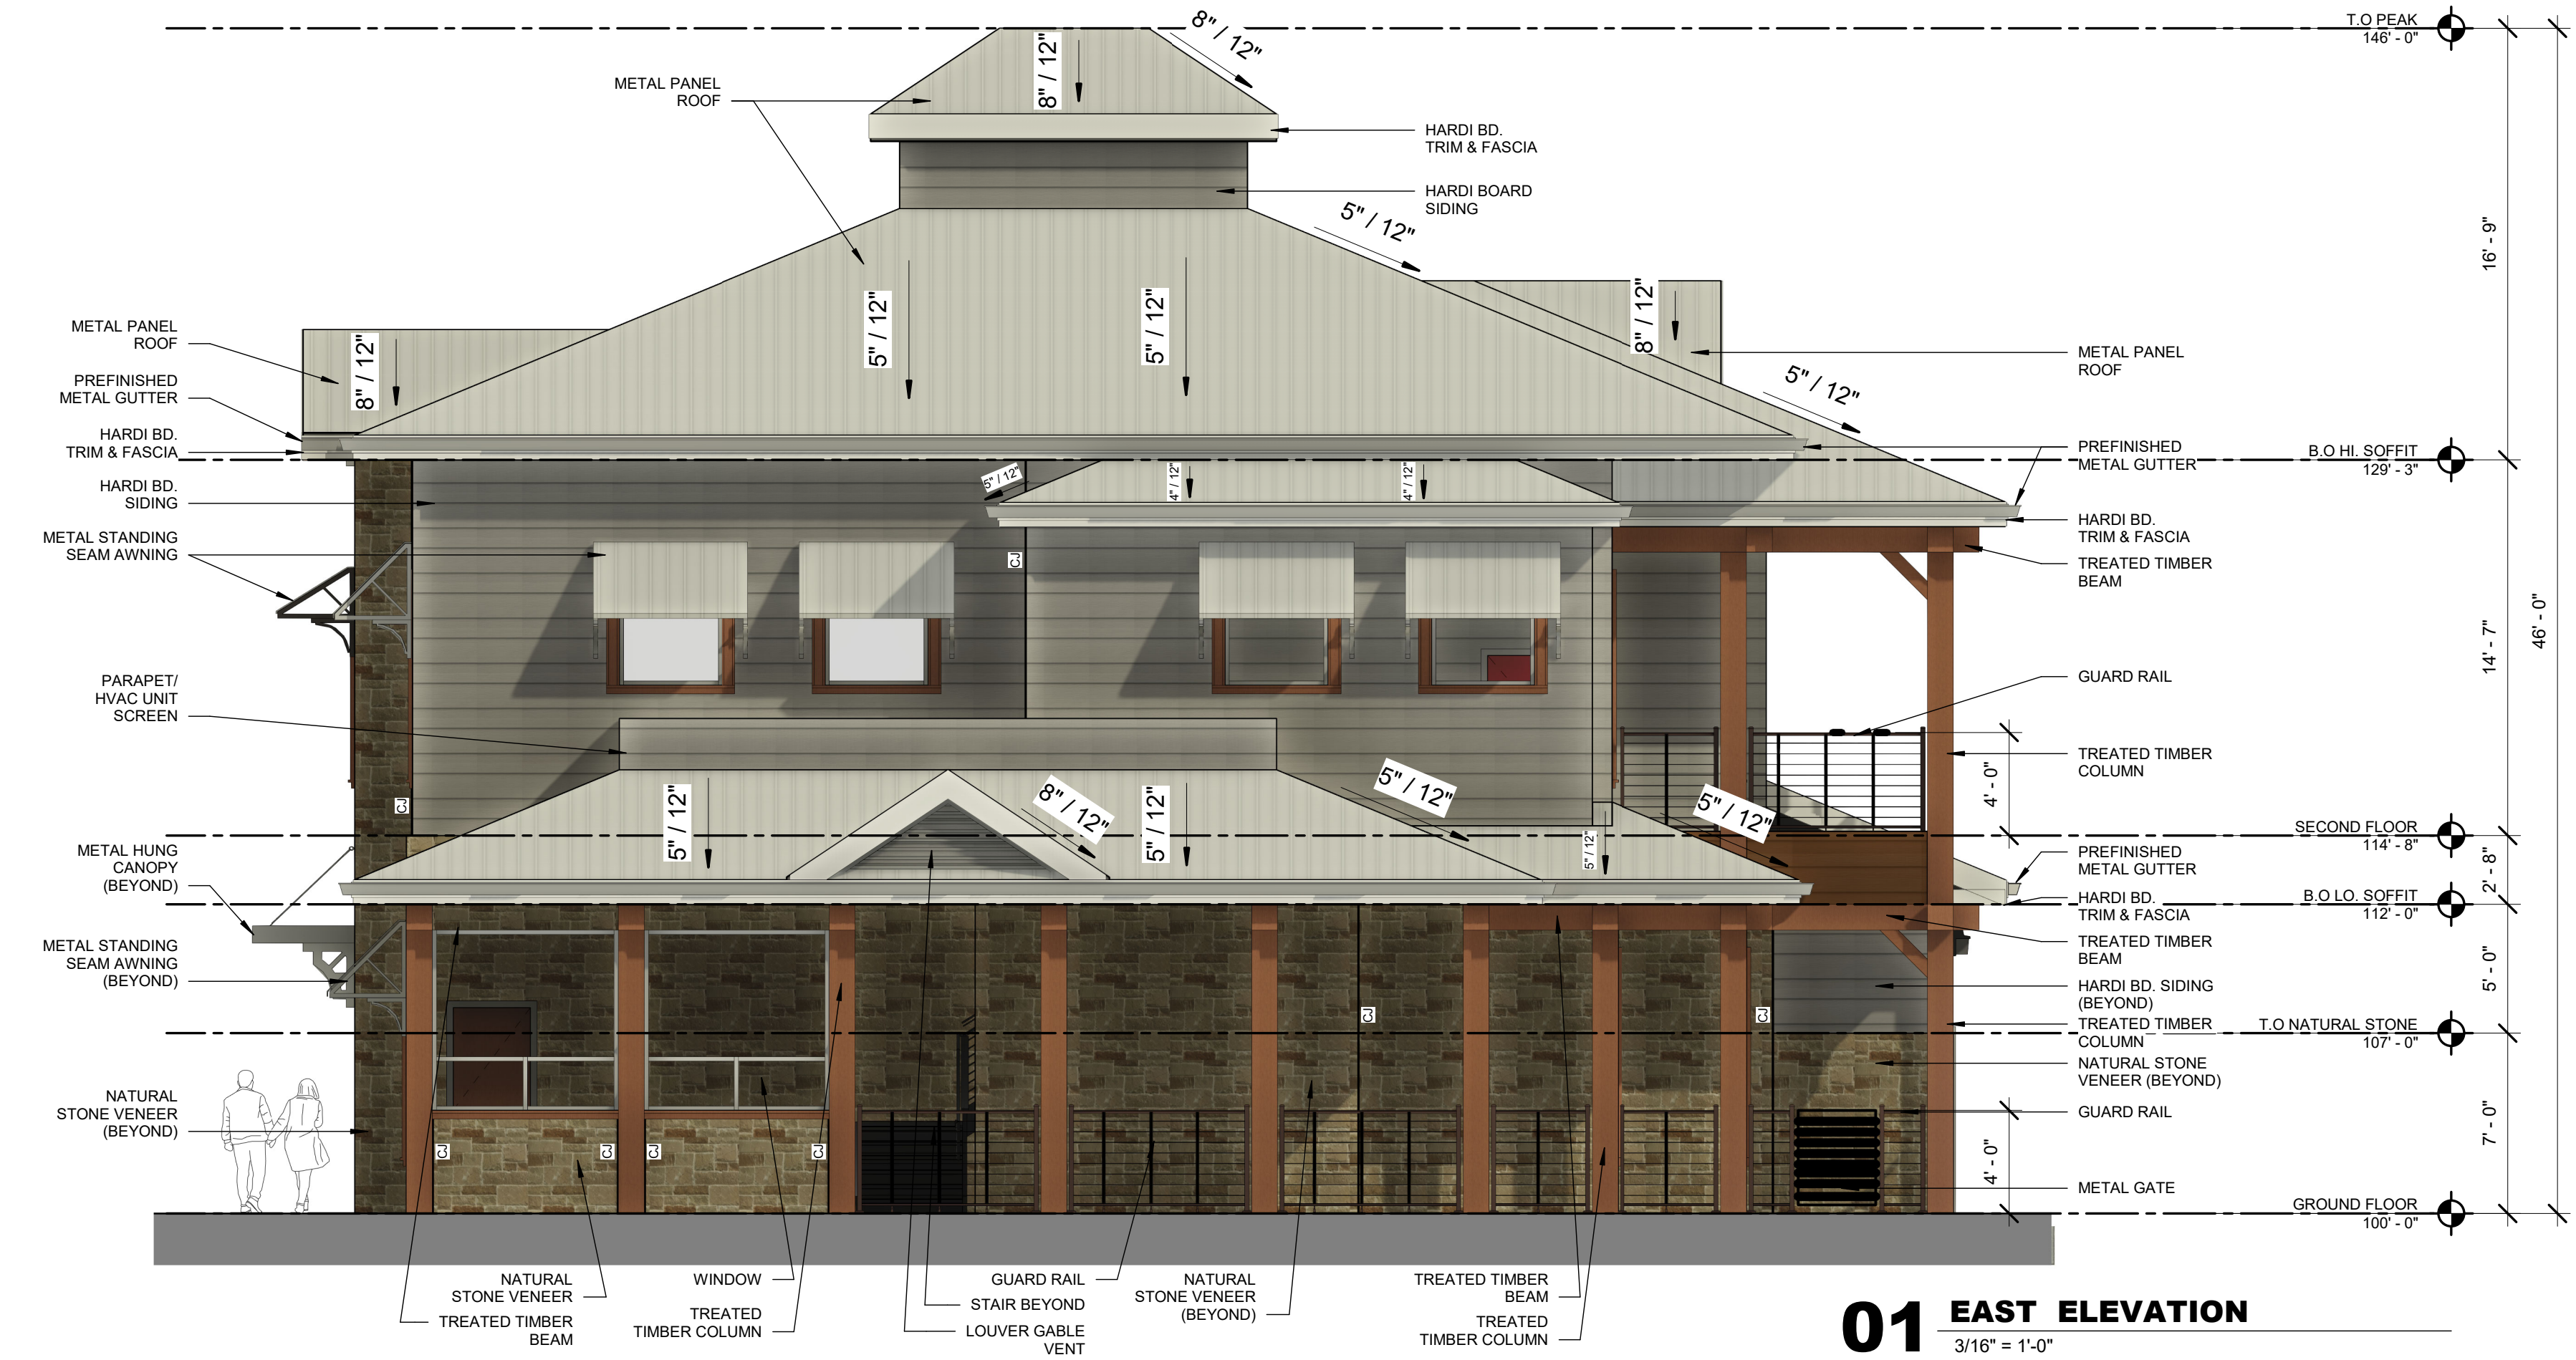 T.O PEAK
146' - 0"
8" / 12"
8" / 12"
METAL PANEL
ROOF
HARDI BD.
TRIM & FASCIA
HARDI BOARD
SIDING
5" / 12"
16' - 9"
5" / 12"
5" / 12"
8" / 12"
METAL PANEL
ROOF
8" / 12"
METAL PANEL
ROOF
PREFINISHED
METAL GUTTER
5" / 12"
HARDI BD.
TRIM & FASCIA
PREFINISHED
METAL GUTTER
B.O HI. SOFFIT
129' - 3"
5" / 12"
4" / 12"
4" / 12"
HARDI BD.
SIDING
HARDI BD.
TRIM & FASCIA
METAL STANDING
SEAM AWNING
CJ
TREATED TIMBER
BEAM
14' - 7"
46' - 0"
PARAPET/
HVAC UNIT
SCREEN
GUARD RAIL
TREATED TIMBER
COLUMN
4' - 0"
CJ
5" / 12"
8" / 12"
5" / 12"
5" / 12"
5" / 12"
5" / 12"
SECOND FLOOR
114' - 8"
METAL HUNG
CANOPY
(BEYOND)
PREFINISHED
METAL GUTTER
2' - 8"
HARDI BD.
TRIM & FASCIA
B.O LO. SOFFIT
112' - 0"
METAL STANDING
SEAM AWNING
(BEYOND)
TREATED TIMBER
BEAM
5' - 0"
HARDI BD. SIDING
(BEYOND)
CJ
CJ
TREATED TIMBER
COLUMN
T.O NATURAL STONE
107' - 0"
NATURAL STONE
VENEER (BEYOND)
NATURAL
STONE VENEER
(BEYOND)
GUARD RAIL
7' - 0"
CJ
CJ
CJ
CJ
4' - 0"
METAL GATE
GROUND FLOOR
100' - 0"
NATURAL
STONE VENEER
TREATED TIMBER
BEAM
WINDOW
TREATED
TIMBER COLUMN
GUARD RAIL
STAIR BEYOND
LOUVER GABLE
VENT
NATURAL
STONE VENEER
(BEYOND)
TREATED TIMBER
BEAM
TREATED
TIMBER COLUMN
01 EAST ELEVATION
3/16" = 1'-0"